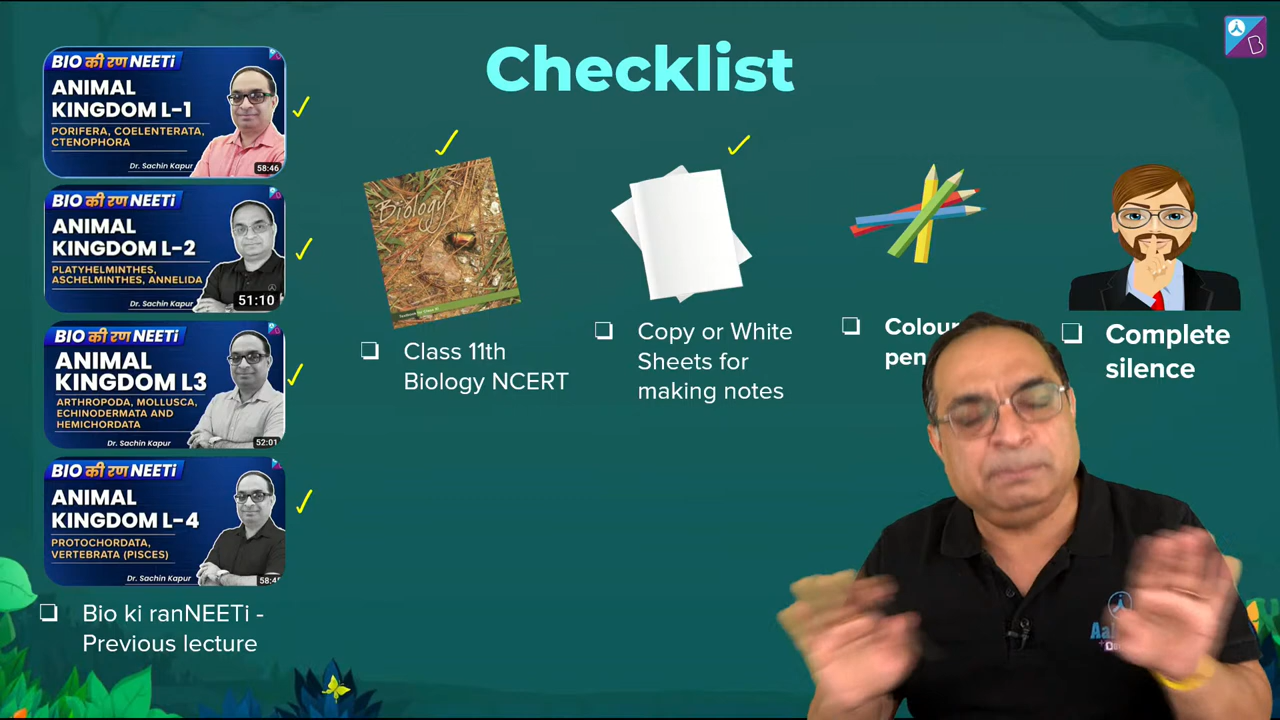 Checklist
BIO की रण NEETi
ANIMAL
KINGDOM L-1
PORIFERA, COELENTERATA,
CTENOPHORA
Dr. Sachin Kapur
58:46
BIO की रण NEETi
ANIMAL
KINGDOM L-2
PLATYHELMINTHES,
ASCHELMINTHES, ANNELIDA
Dr. Sachin Kapur
51:10
BIO की रण NEETi
ANIMAL
KINGDOM L3
ARTHROPODA, MOLLUSCA,
ECHINODERMATA AND
HEMICHORDATA
Dr. Sachin Kapur
52:01
BIO की रण NEETi
ANIMAL
KINGDOM L-4
PROTOCHORDATA,
VERTEBRATA (PISCES)
Dr. Sachin Kapur
Bio ki ranNEETi -
Previous lecture
Biology
Class 11th
Biology NCERT
Copy or White
Sheets for
making notes
Complete
silence
B